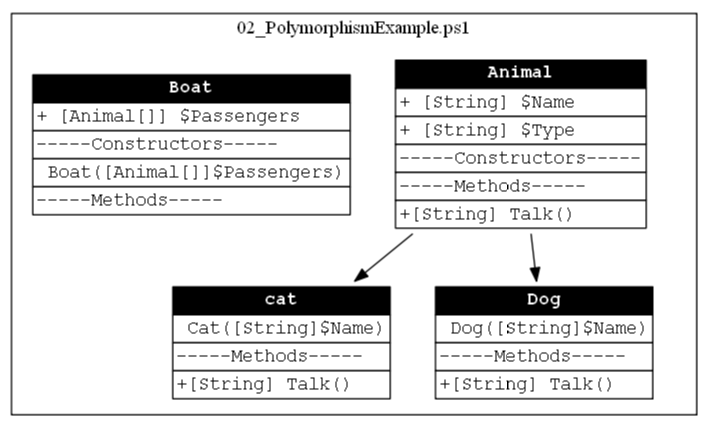 02_PolymorphismExample.ps1
Boat
+ [Animal[]] $Passengers
-----Constructors-----
Boat([Animal[]]$Passengers)
-----Methods-----
Animal
+ [String] $Name
+ [String] $Type
-----Constructors-----
-----Methods-----
+[String] Talk()
cat
Cat([String]$Name)
-----Methods-----
+[String] Talk()
Dog
Dog([String]$Name)
-----Methods-----
+[String] Talk()